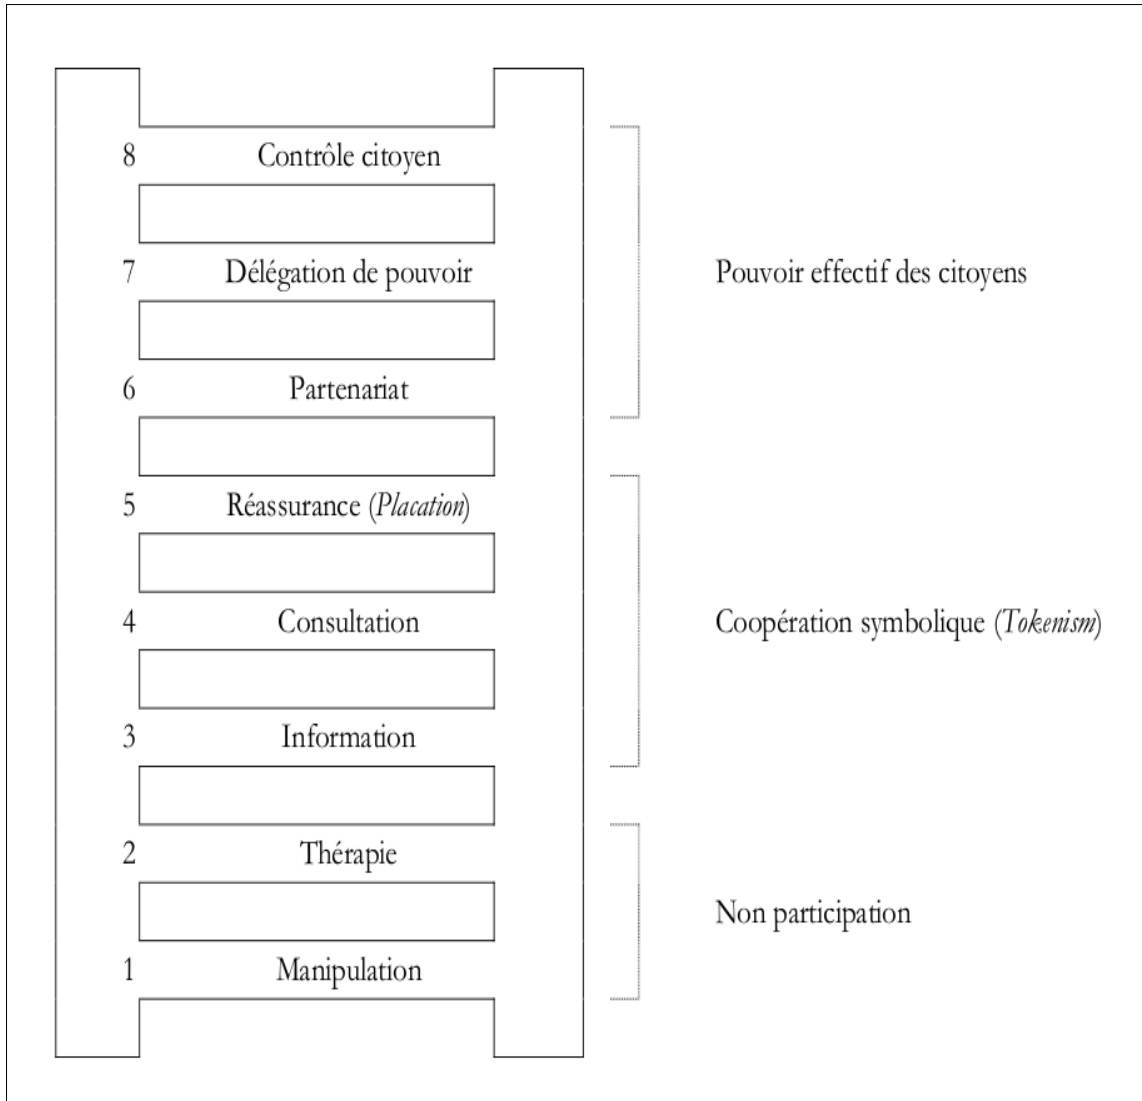 8 Contrôle citoyen
7 Délégation de pouvoir
Pouvoir effectif des citoyens
6 Partenariat
5 Réassurance (Placation)
4 Consultation
Coopération symbolique (Tokenism)
3 Information
2 Thérapie
Non participation
1 Manipulation